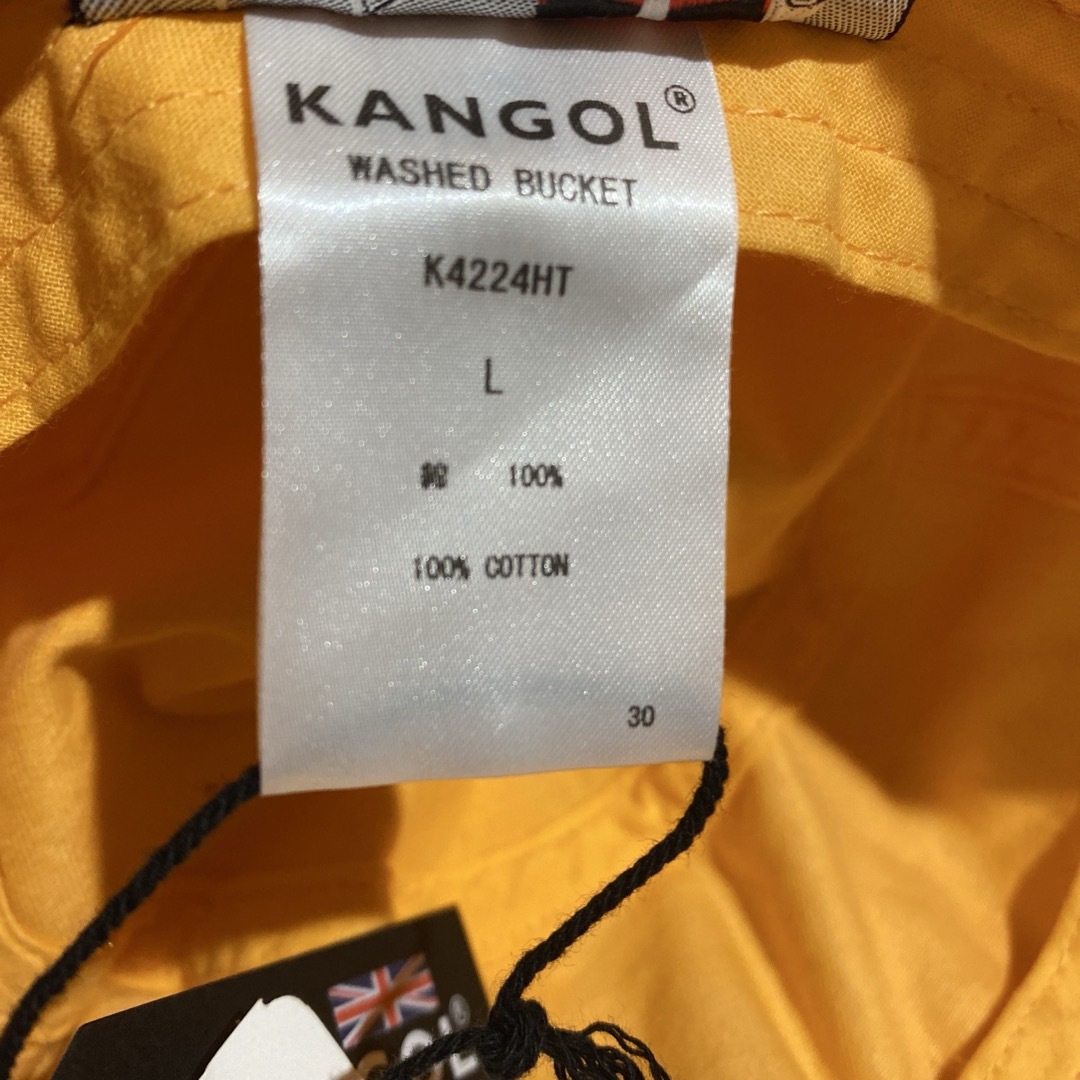 KANGOL®
WASHED BUCKET
K4224HT
L
綿 100%
100% COTTON
30